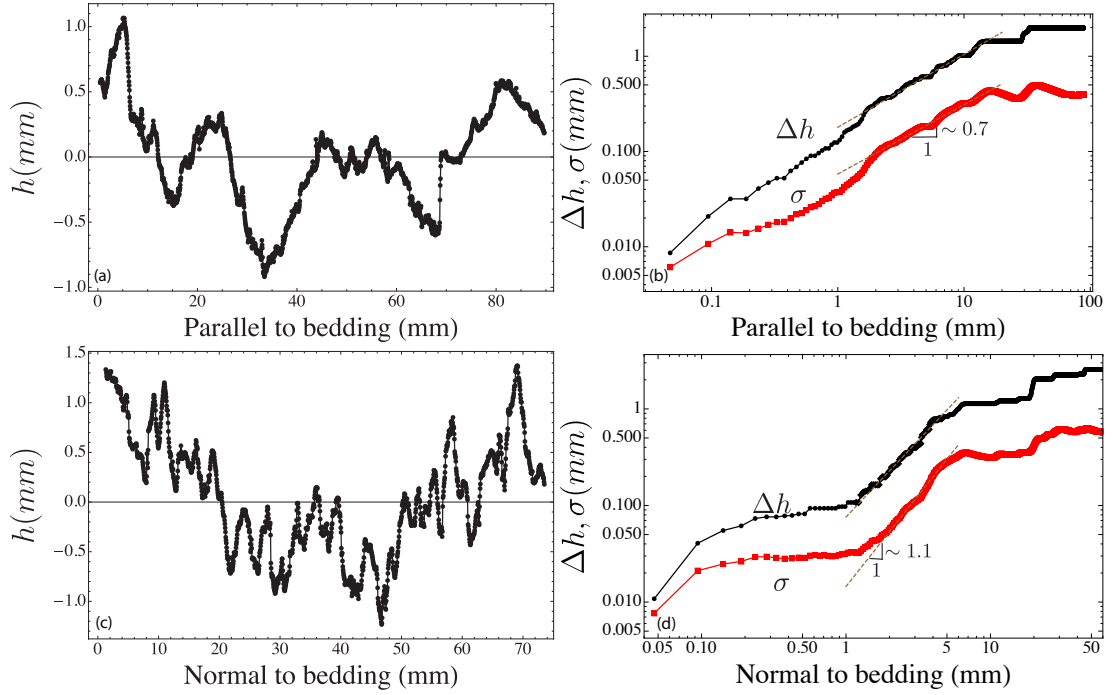 h(mm)
1.0
0.5
0.0
−0.5
−1.0
(a)
0 20 40 60 80
Parallel to bedding (mm)
Δh, σ(mm)
1
0.500
0.100
0.050
0.010
0.005
Δh
σ
~ 0.7
1
(b)
0.1 1 10 100
Parallel to bedding (mm)
h(mm)
1.5
1.0
0.5
0.0
−0.5
−1.0
(c)
0 10 20 30 40 50 60 70
Normal to bedding (mm)
Δh, σ(mm)
1
0.500
0.100
0.050
0.010
0.005
Δh
σ
~ 1.1
1
(d)
0.05 0.10 0.50 1 5 10 50
Normal to bedding (mm)